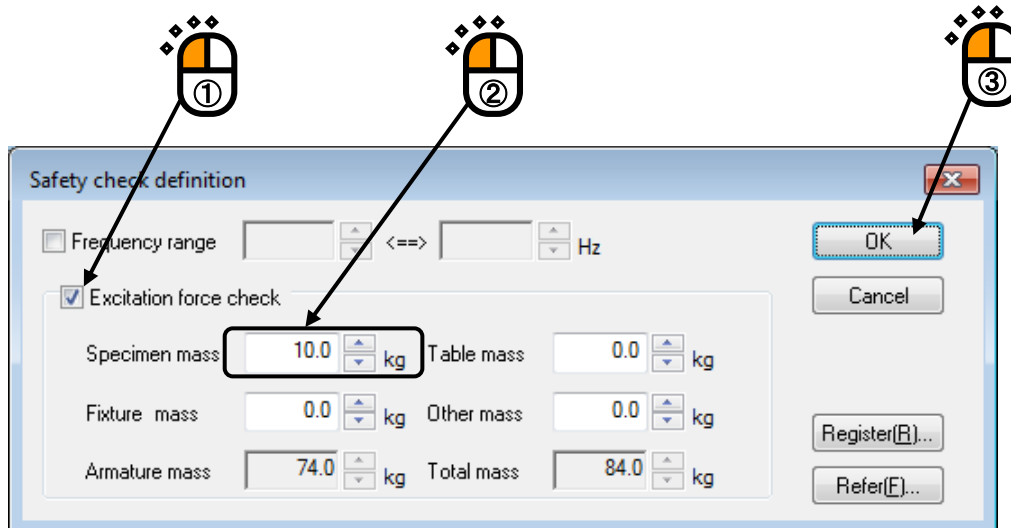 ① ② ③
Safety check definition
Frequency range <==> Hz OK
Excitation force check Cancel
Specimen mass 10.0 kg Table mass 0.0 kg
Fixture mass 0.0 kg Other mass 0.0 kg Register(R)...
Armature mass 74.0 kg Total mass 84.0 kg Refer(F)...